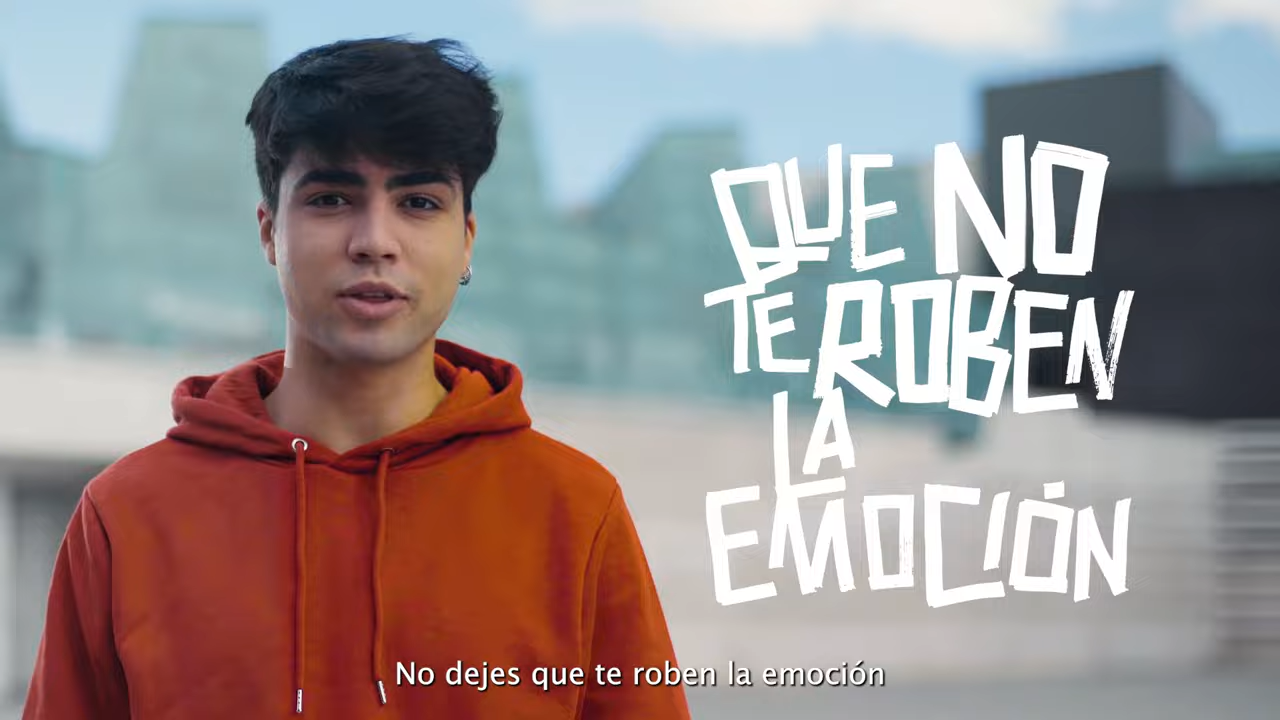 QUE NO
TE ROBEN
LA
EMOCIÓN
No dejes que te roben la emoción